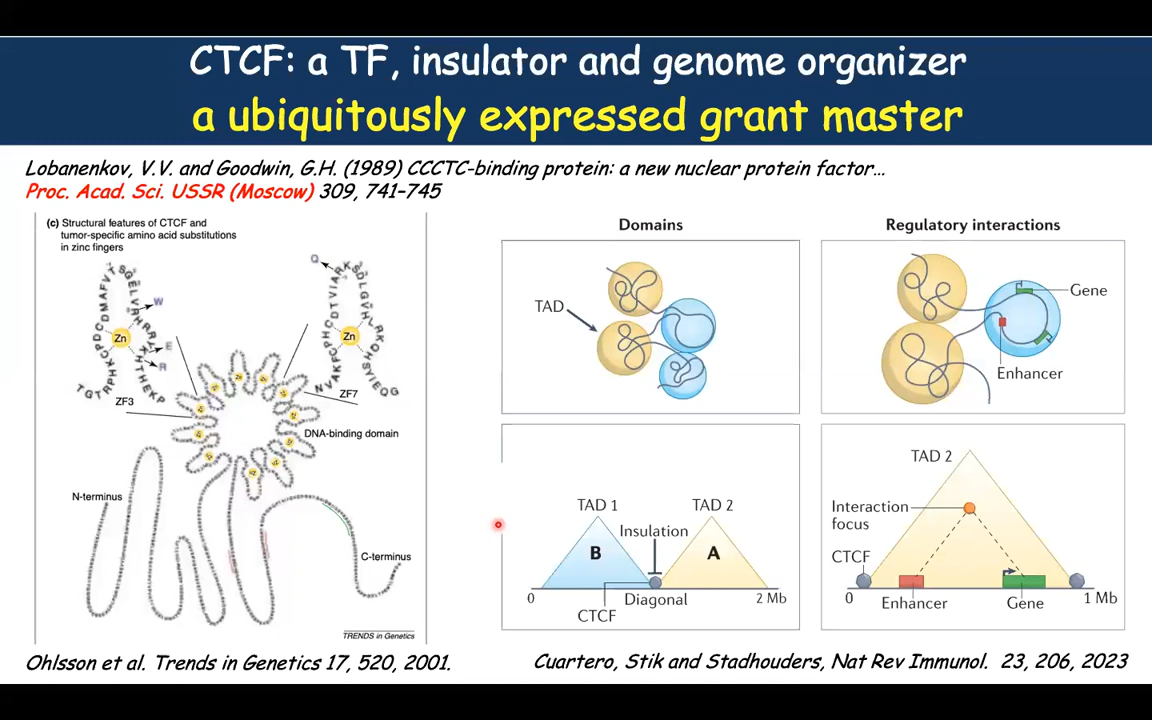 CTCF: a TF, insulator and genome organizer
a ubiquitously expressed grant master
Lobanenkov, V.V. and Goodwin, G.H. (1989) CCCTC-binding protein: a new nuclear protein factor…
Proc. Acad. Sci. USSR (Moscow) 309, 741–745
(c) Structural features of CTCF and
tumor-specific amino acid substitutions
in zinc fingers
Q
W
Zn
E
R
Zn
ZF3
ZF7
DNA-binding domain
N-terminus
C-terminus
TRENDS in Genetics
Ohlsson et al. Trends in Genetics 17, 520, 2001.
Domains
TAD
TAD 1
TAD 2
Insulation
B
A
0
Diagonal
2 Mb
CTCF
Regulatory interactions
Gene
Enhancer
TAD 2
Interaction
focus
CTCF
0
Enhancer
Gene
1 Mb
Cuartero, Stik and Stadhouders, Nat Rev Immunol. 23, 206, 2023